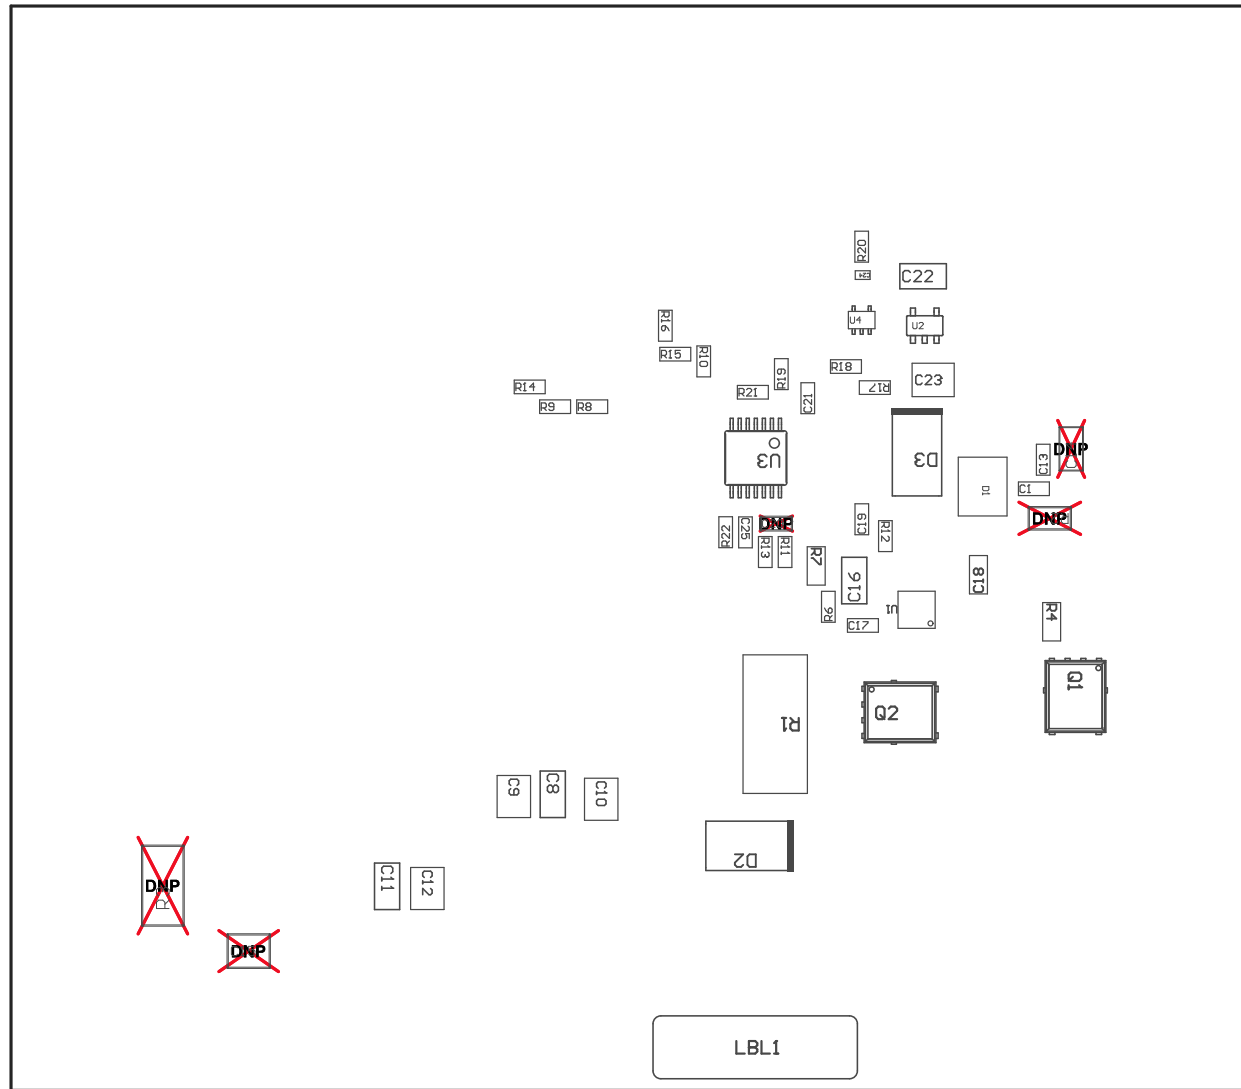 R20
C24
C22
R16
U4
U2
R15
R10
R18
R19
R14
R17
C23
R21
R9
R8
C21
DNP
U3
D3
C13
D1
C1
DNP
DNP
R22
C25
C19
R12
R13
R11
R7
C16
C18
U1
R6
C17
R4
Q1
R1
Q2
C9
C8
C10
D2
C11
C12
DNP
R
DNP
LBL1